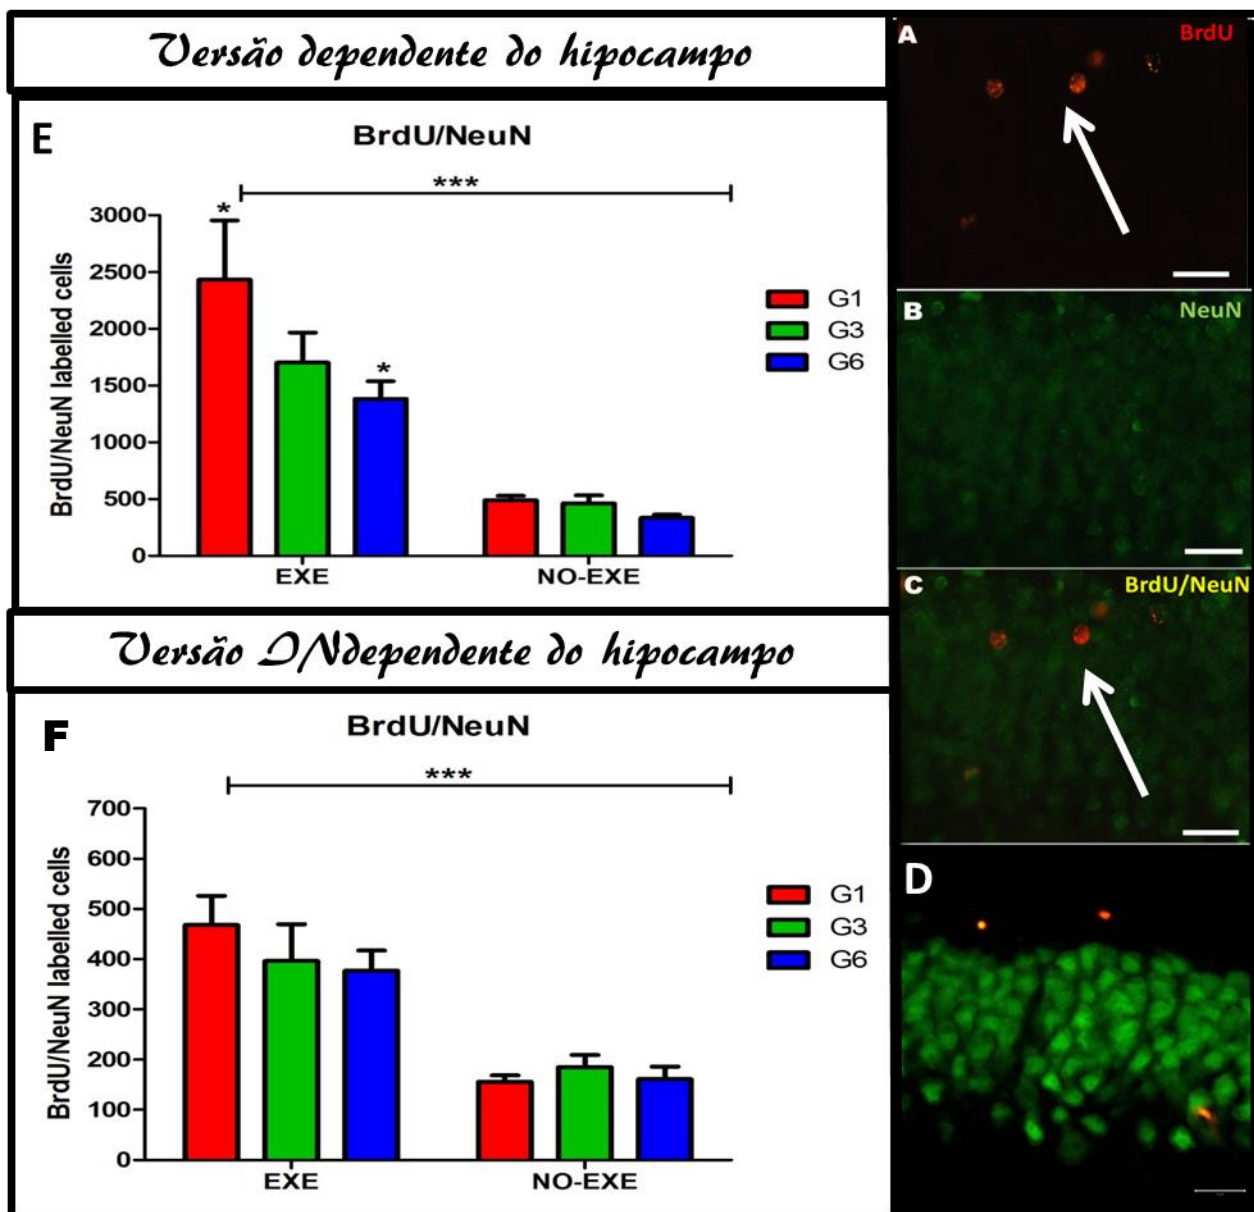 Versão dependente do hipocampo
E
BrdU/NeuN
***
*
*
BrdU/NeuN labelled cells
3000
2500
2000
1500
1000
500
0
EXE
NO-EXE
G1
G3
G6
Versão INdependente do hipocampo
F
BrdU/NeuN
***
BrdU/NeuN labelled cells
700
600
500
400
300
200
100
0
EXE
NO-EXE
G1
G3
G6
A
BrdU
B
NeuN
C
BrdU/NeuN
D